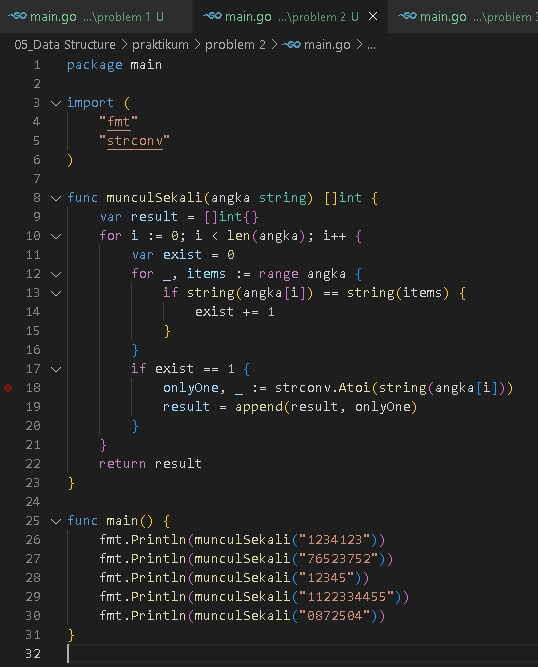 main.go ...\problem 1 U main.go ...\problem 2 U × main.go ...\problem 3
05_Data Structure > praktikum > problem 2 > main.go > ...
1 package main
2
3 import (
4 "fmt"
5 "strconv"
6 )
7
8 func munculSekali(angka string) []int {
9 var result = []int{}
10 for i := 0; i < len(angka); i++ {
11 var exist = 0
12 for _, items := range angka {
13 if string(angka[i]) == string(items) {
14 exist += 1
15 }
16 }
17 if exist == 1 {
18 onlyOne, _ := strconv.Atoi(string(angka[i]))
19 result = append(result, onlyOne)
20 }
21 }
22 return result
23 }
24
25 func main() {
26 fmt.Println(munculSekali("1234123"))
27 fmt.Println(munculSekali("76523752"))
28 fmt.Println(munculSekali("12345"))
29 fmt.Println(munculSekali("1122334455"))
30 fmt.Println(munculSekali("0872504"))
31 }
32